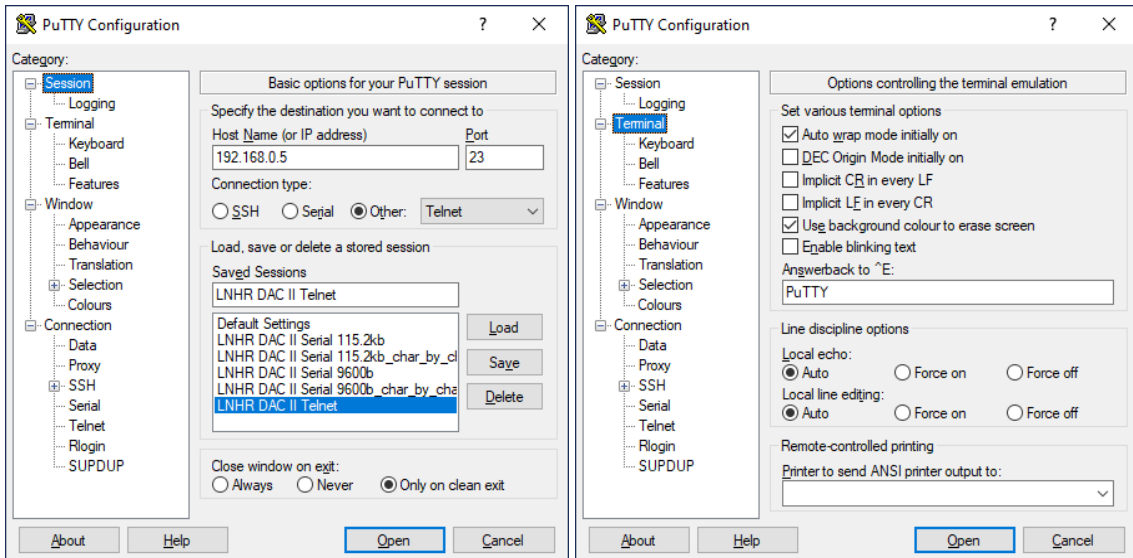 PuTTY Configuration
?
Category:
Session
Logging
Terminal
Keyboard
Bell
Features
Window
Appearance
Behaviour
Translation
Selection
Colours
Connection
Data
Proxy
SSH
Serial
Telnet
Rlogin
SUPDUP
Basic options for your PuTTY session
Specify the destination you want to connect to
Host Name (or IP address) Port
192.168.0.5 23
Connection type:
SSH Serial Other: Telnet
Load, save or delete a stored session
Saved Sessions
LNHR DAC II Telnet
Default Settings
LNHR DAC II Serial 115.2kb
LNHR DAC II Serial 115.2kb_char_by_cl
LNHR DAC II Serial 9600b
LNHR DAC II Serial 9600b_char_by_cha
LNHR DAC II Telnet
Load
Save
Delete
Close window on exit:
Always Never Only on clean exit
About Help Open Cancel
PuTTY Configuration
?
Category:
Session
Logging
Terminal
Keyboard
Bell
Features
Window
Appearance
Behaviour
Translation
Selection
Colours
Connection
Data
Proxy
SSH
Serial
Telnet
Rlogin
SUPDUP
Options controlling the terminal emulation
Set various terminal options
Auto wrap mode initially on
DEC Origin Mode initially on
Implicit CR in every LF
Implicit LF in every CR
Use background colour to erase screen
Enable blinking text
Answerback to ^E:
PuTTY
Line discipline options
Local echo:
Auto Force on Force off
Local line editing:
Auto Force on Force off
Remote-controlled printing
Printer to send ANSI printer output to:
About Help Open Cancel